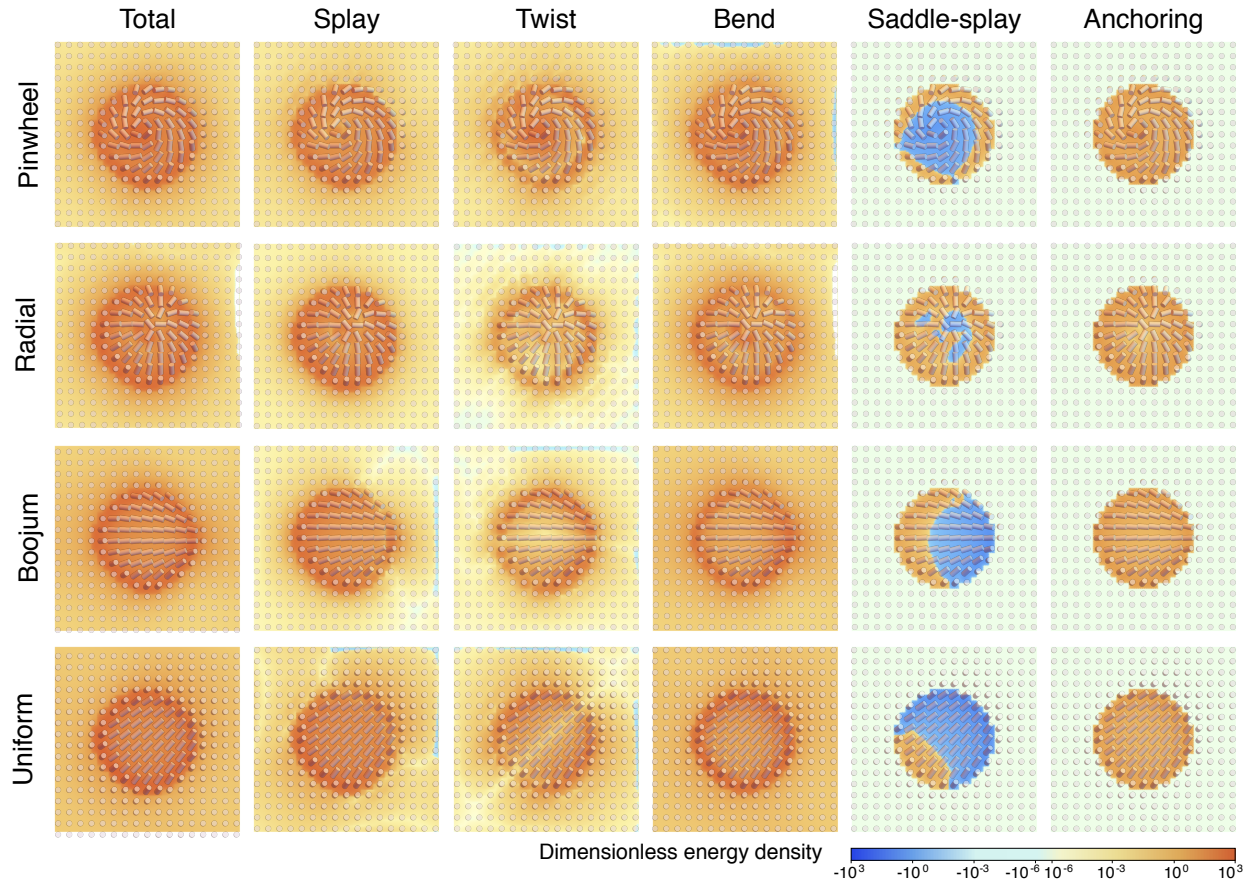 Total Splay Twist Bend Saddle-splay Anchoring
Pinwheel
Radial
Boojum
Uniform
Dimensionless energy density
-10³ -10⁰ -10⁻³ -10⁻⁶ 10⁻⁶ 10⁻³ 10⁰ 10³